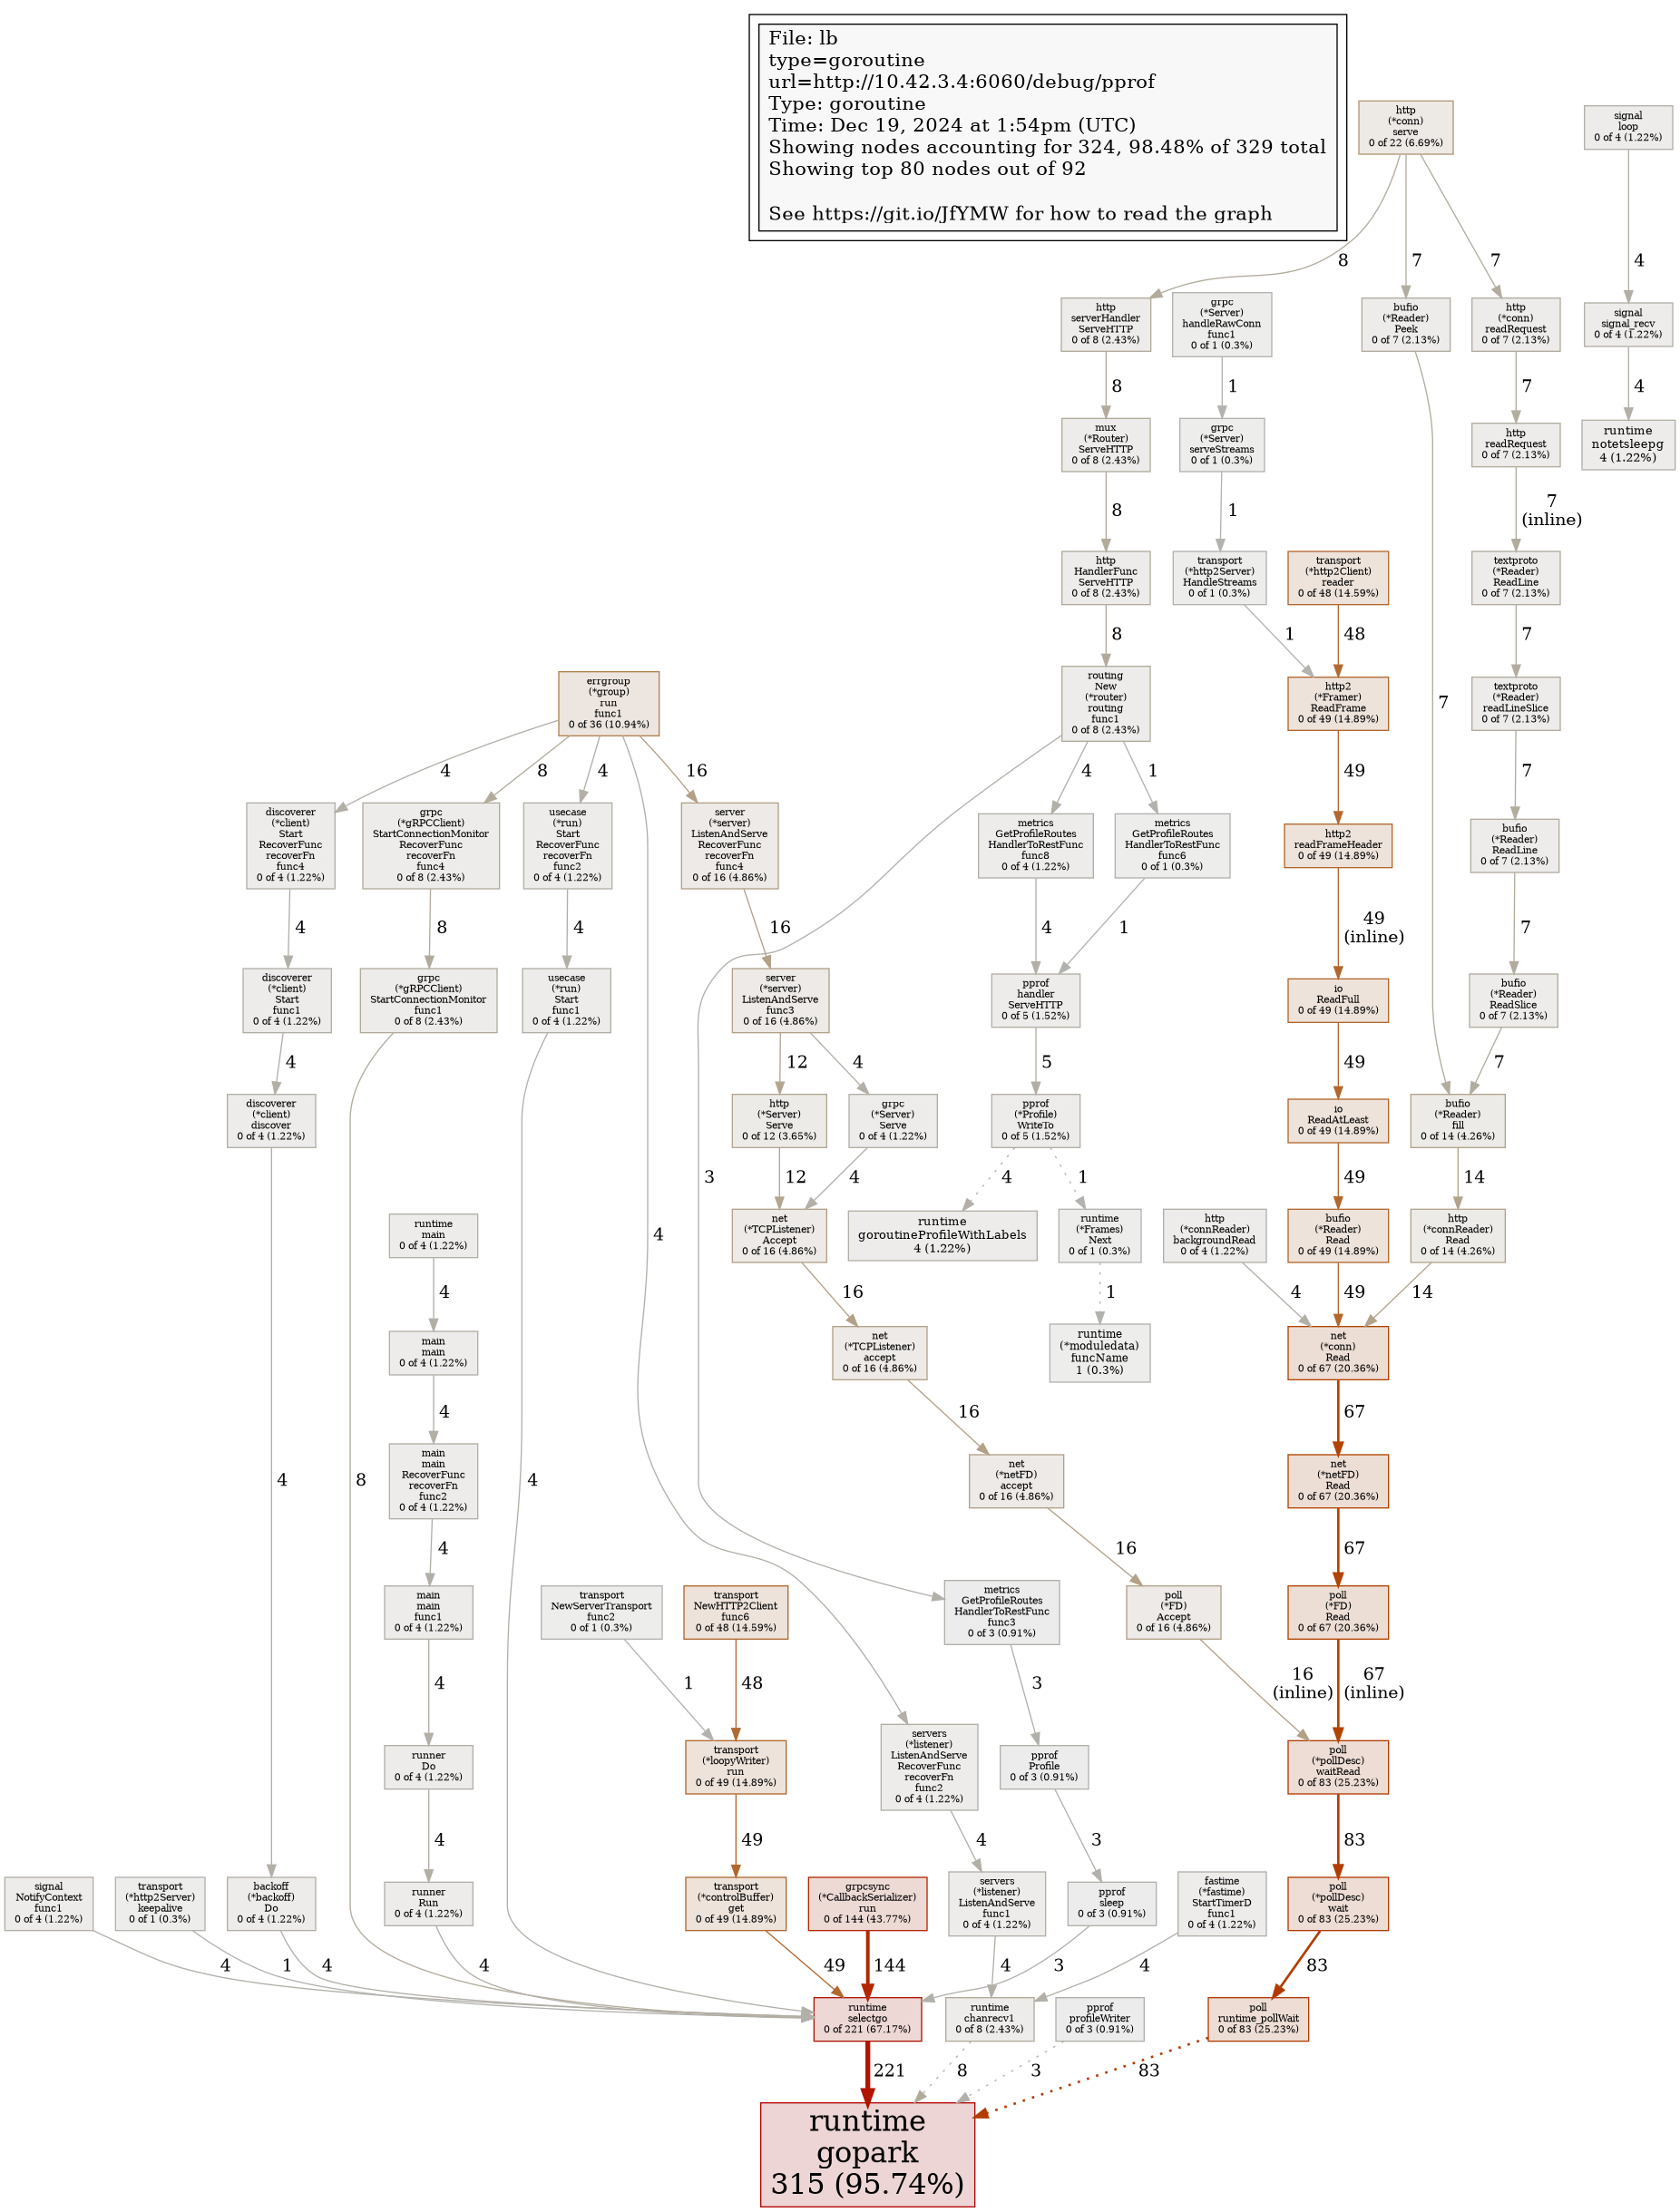 File: lb
type=goroutine
url=http://10.42.3.4:6060/debug/pprof
Type: goroutine
Time: Dec 19, 2024 at 1:54pm (UTC)
Showing nodes accounting for 324, 98.48% of 329 total
Showing top 80 nodes out of 92
See https://git.io/JfYMW for how to read the graph
http
(*conn)
serve
0 of 22 (6.69%)
signal
loop
0 of 4 (1.22%)
8
7
7
4
http
serverHandler
ServeHTTP
0 of 8 (2.43%)
grpc
(*Server)
handleRawConn
func1
0 of 1 (0.3%)
bufio
(*Reader)
Peek
0 of 7 (2.13%)
http
(*conn)
readRequest
0 of 7 (2.13%)
signal
signal_recv
0 of 4 (1.22%)
8
1
7
4
mux
(*Router)
ServeHTTP
0 of 8 (2.43%)
grpc
(*Server)
serveStreams
0 of 1 (0.3%)
http
readRequest
0 of 7 (2.13%)
runtime
notetsleepg
4 (1.22%)
8
1
7
(inline)
http
HandlerFunc
ServeHTTP
0 of 8 (2.43%)
transport
(*http2Server)
HandleStreams
0 of 1 (0.3%)
transport
(*http2Client)
reader
0 of 48 (14.59%)
textproto
(*Reader)
ReadLine
0 of 7 (2.13%)
8
1
48
7
errgroup
(*group)
run
func1
0 of 36 (10.94%)
routing
New
(*router)
routing
func1
0 of 8 (2.43%)
http2
(*Framer)
ReadFrame
0 of 49 (14.89%)
7
textproto
(*Reader)
readLineSlice
0 of 7 (2.13%)
4
8
4
16
4
1
49
7
discoverer
(*client)
Start
RecoverFunc
recoverFn
func4
0 of 4 (1.22%)
grpc
(*gRPCClient)
StartConnectionMonitor
RecoverFunc
recoverFn
func4
0 of 8 (2.43%)
usecase
(*run)
Start
RecoverFunc
recoverFn
func2
0 of 4 (1.22%)
server
(*server)
ListenAndServe
RecoverFunc
recoverFn
func4
0 of 16 (4.86%)
metrics
GetProfileRoutes
HandlerToRestFunc
func8
0 of 4 (1.22%)
metrics
GetProfileRoutes
HandlerToRestFunc
func6
0 of 1 (0.3%)
http2
readFrameHeader
0 of 49 (14.89%)
bufio
(*Reader)
ReadLine
0 of 7 (2.13%)
4
8
4
16
4
1
49
(inline)
7
discoverer
(*client)
Start
func1
0 of 4 (1.22%)
grpc
(*gRPCClient)
StartConnectionMonitor
func1
0 of 8 (2.43%)
usecase
(*run)
Start
func1
0 of 4 (1.22%)
server
(*server)
ListenAndServe
func3
0 of 16 (4.86%)
pprof
handler
ServeHTTP
0 of 5 (1.52%)
io
ReadFull
0 of 49 (14.89%)
bufio
(*Reader)
ReadSlice
0 of 7 (2.13%)
4
12
4
5
49
7
discoverer
(*client)
discover
0 of 4 (1.22%)
http
(*Server)
Serve
0 of 12 (3.65%)
grpc
(*Server)
Serve
0 of 4 (1.22%)
pprof
(*Profile)
WriteTo
0 of 5 (1.52%)
io
ReadAtLeast
0 of 49 (14.89%)
bufio
(*Reader)
fill
0 of 14 (4.26%)
3
12
4
4
1
49
14
runtime
main
0 of 4 (1.22%)
4
net
(*TCPListener)
Accept
0 of 16 (4.86%)
runtime
goroutineProfileWithLabels
4 (1.22%)
runtime
(*Frames)
Next
0 of 1 (0.3%)
http
(*connReader)
backgroundRead
0 of 4 (1.22%)
bufio
(*Reader)
Read
0 of 49 (14.89%)
http
(*connReader)
Read
0 of 14 (4.26%)
4
16
1
4
49
14
main
main
0 of 4 (1.22%)
net
(*TCPListener)
accept
0 of 16 (4.86%)
runtime
(*moduledata)
funcName
1 (0.3%)
net
(*conn)
Read
0 of 67 (20.36%)
4
16
67
main
main
RecoverFunc
recoverFn
func2
0 of 4 (1.22%)
4
8
4
net
(*netFD)
accept
0 of 16 (4.86%)
net
(*netFD)
Read
0 of 67 (20.36%)
4
16
67
main
main
func1
0 of 4 (1.22%)
transport
NewServerTransport
func2
0 of 1 (0.3%)
transport
NewHTTP2Client
func6
0 of 48 (14.59%)
metrics
GetProfileRoutes
HandlerToRestFunc
func3
0 of 3 (0.91%)
poll
(*FD)
Accept
0 of 16 (4.86%)
poll
(*FD)
Read
0 of 67 (20.36%)
4
1
48
3
16
(inline)
67
(inline)
runner
Do
0 of 4 (1.22%)
transport
(*loopyWriter)
run
0 of 49 (14.89%)
servers
(*listener)
ListenAndServe
RecoverFunc
recoverFn
func2
0 of 4 (1.22%)
pprof
Profile
0 of 3 (0.91%)
poll
(*pollDesc)
waitRead
0 of 83 (25.23%)
4
49
4
3
83
signal
NotifyContext
func1
0 of 4 (1.22%)
transport
(*http2Server)
keepalive
0 of 1 (0.3%)
backoff
(*backoff)
Do
0 of 4 (1.22%)
runner
Run
0 of 4 (1.22%)
transport
(*controlBuffer)
get
0 of 49 (14.89%)
grpcsync
(*CallbackSerializer)
run
0 of 144 (43.77%)
servers
(*listener)
ListenAndServe
func1
0 of 4 (1.22%)
pprof
sleep
0 of 3 (0.91%)
fastime
(*fastime)
StartTimerD
func1
0 of 4 (1.22%)
poll
(*pollDesc)
wait
0 of 83 (25.23%)
4
1
4
4
49
144
4
3
4
83
runtime
selectgo
0 of 221 (67.17%)
runtime
chanrecv1
0 of 8 (2.43%)
pprof
profileWriter
0 of 3 (0.91%)
poll
runtime_pollWait
0 of 83 (25.23%)
221
8
3
83
runtime
gopark
315 (95.74%)